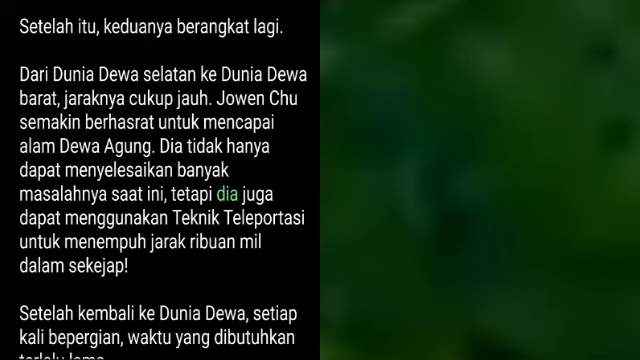 Setelah itu, keduanya berangkat lagi.
Dari Dunia Dewa selatan ke Dunia Dewa
barat, jaraknya cukup jauh. Jowen Chu
semakin berhasrat untuk mencapai
alam Dewa Agung. Dia tidak hanya
dapat menyelesaikan banyak
masalahnya saat ini, tetapi dia juga
dapat menggunakan Teknik Teleportasi
untuk menempuh jarak ribuan mil
dalam sekejap!
Setelah kembali ke Dunia Dewa, setiap
kali bepergian, waktu yang dibutuhkan
terlalu lama